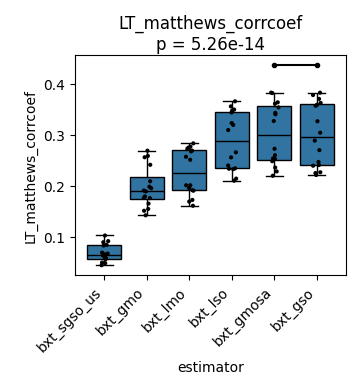 LT_matthews_corrcoef
p = 5.26e-14
LT_matthews_corrcoef
0.4
0.3
0.2
0.1
bxt_sgso_us
bxt_gmo
bxt_lmo
bxt_lso
bxt_gmosa
bxt_gso
estimator